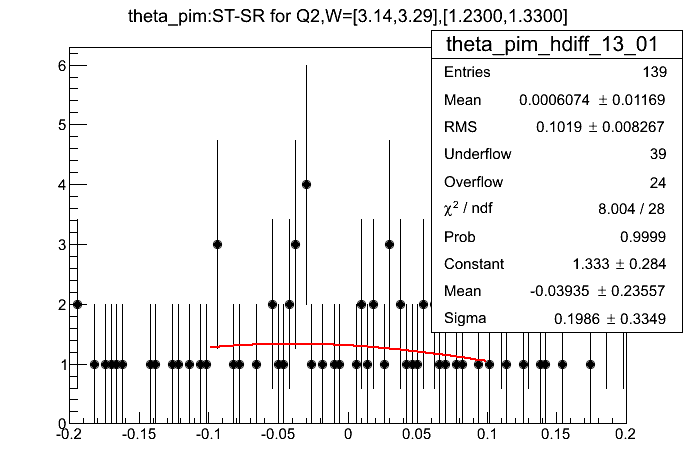 theta_pim:ST-SR for Q2,W=[3.14,3.29],[1.2300,1.3300]
theta_pim_hdiff_13_01
Entries 139
Mean 0.0006074 ± 0.01169
RMS 0.1019 ± 0.008267
Underflow 39
Overflow 24
χ² / ndf 8.004 / 28
Prob 0.9999
Constant 1.333 ± 0.284
Mean -0.03935 ± 0.23557
Sigma 0.1986 ± 0.3349
6
5
4
3
2
1
0
-0.2 -0.15 -0.1 -0.05 0 0.05 0.1 0.15 0.2